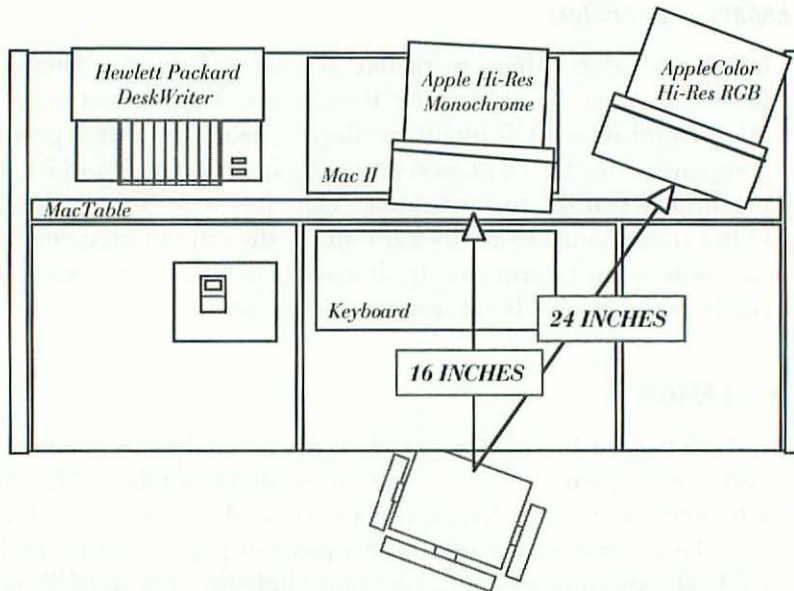 Hewlett Packard
DeskWriter
Apple Hi-Res
Monochrome
AppleColor
Hi-Res RGB
Mac II
MacTable
Keyboard
24 INCHES
16 INCHES